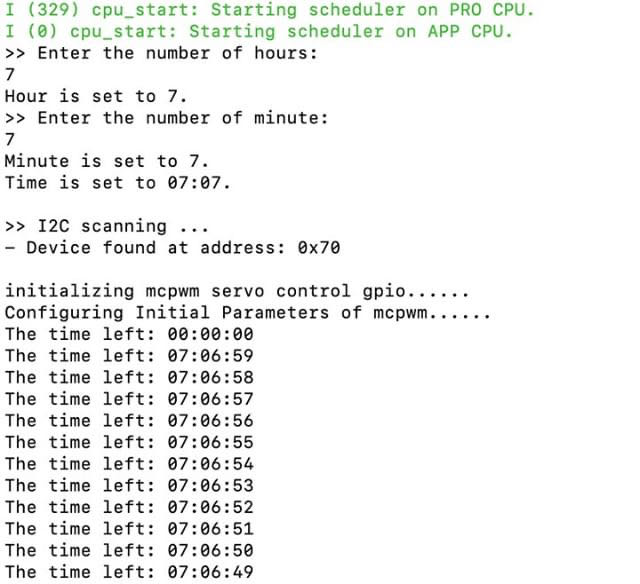 I (329) cpu_start: Starting scheduler on PRO CPU.
I (0) cpu_start: Starting scheduler on APP CPU.
>> Enter the number of hours:
7
Hour is set to 7.
>> Enter the number of minute:
7
Minute is set to 7.
Time is set to 07:07.
>> I2C scanning ...
– Device found at address: 0x70
initializing mcpwm servo control gpio......
Configuring Initial Parameters of mcpwm......
The time left: 00:00:00
The time left: 07:06:59
The time left: 07:06:58
The time left: 07:06:57
The time left: 07:06:56
The time left: 07:06:55
The time left: 07:06:54
The time left: 07:06:53
The time left: 07:06:52
The time left: 07:06:51
The time left: 07:06:50
The time left: 07:06:49